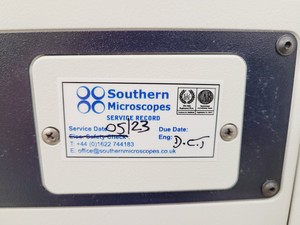 Southern
Microscopes
SERVICE RECORD
Service Date: 05/23 Due Date:
Elec. Safety Check: Eng: D.C.J
T: +44 (0)1622 744183
E: office@southernmicroscopes.co.uk